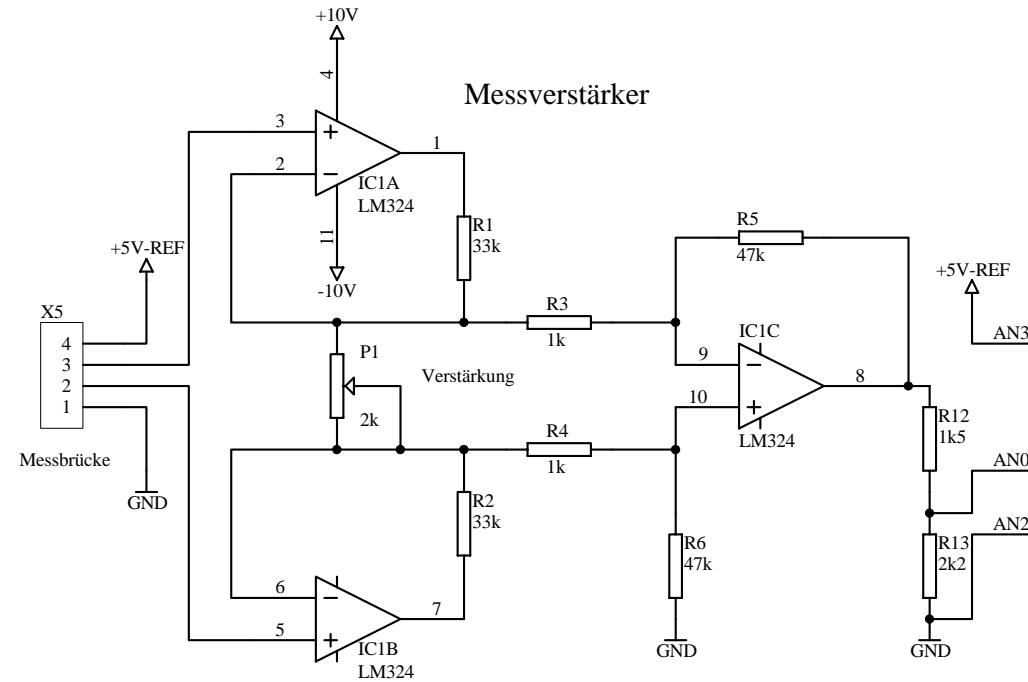 +10V
4
Messverstärker
3
1
2
IC1A
LM324
11
-10V
R1
33k
+5V-REF
X5
4
3
2
1
Messbrücke
GND
P1
2k
Verstärkung
R3
1k
R4
1k
R2
33k
6
7
5
IC1B
LM324
R5
47k
IC1C
9
8
10
LM324
R6
47k
GND
+5V-REF
AN3
R12
1k5
AN0
AN2
R13
2k2
GND